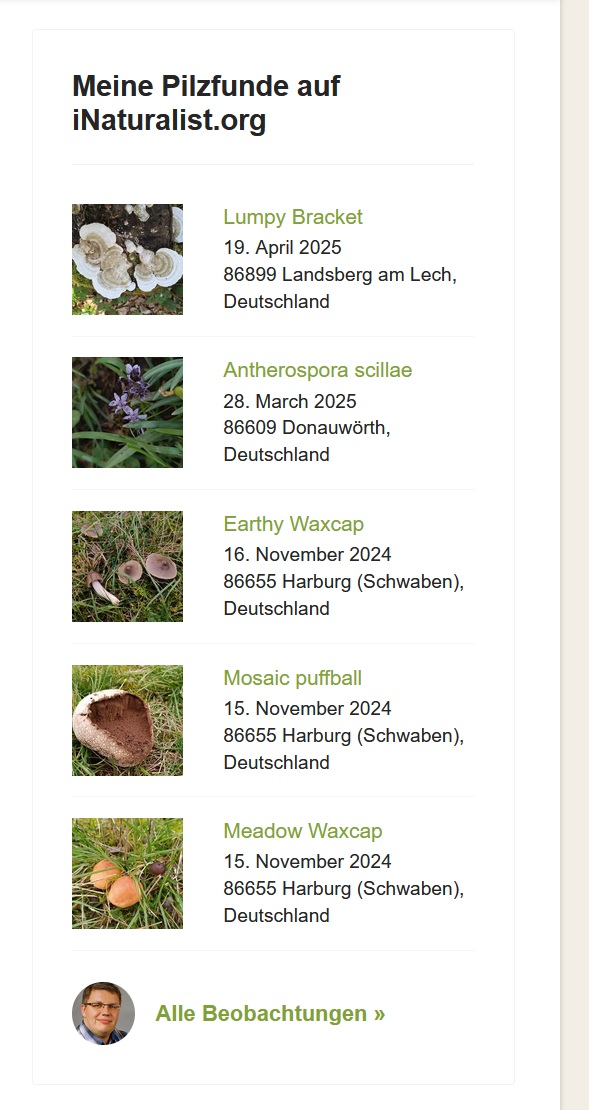 Meine Pilzfunde auf
iNaturalist.org
Lumpy Bracket
19. April 2025
86899 Landsberg am Lech,
Deutschland
Antherospora scillae
28. March 2025
86609 Donauwörth,
Deutschland
Earthy Waxcap
16. November 2024
86655 Harburg (Schwaben),
Deutschland
Mosaic puffball
15. November 2024
86655 Harburg (Schwaben),
Deutschland
Meadow Waxcap
15. November 2024
86655 Harburg (Schwaben),
Deutschland
Alle Beobachtungen »